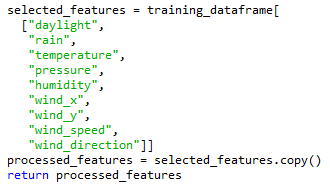 selected_features = training_dataframe[
["daylight",
"rain",
"temperature",
"pressure",
"humidity",
"wind_x",
"wind_y",
"wind_speed",
"wind_direction"]]
processed_features = selected_features.copy()
return processed_features